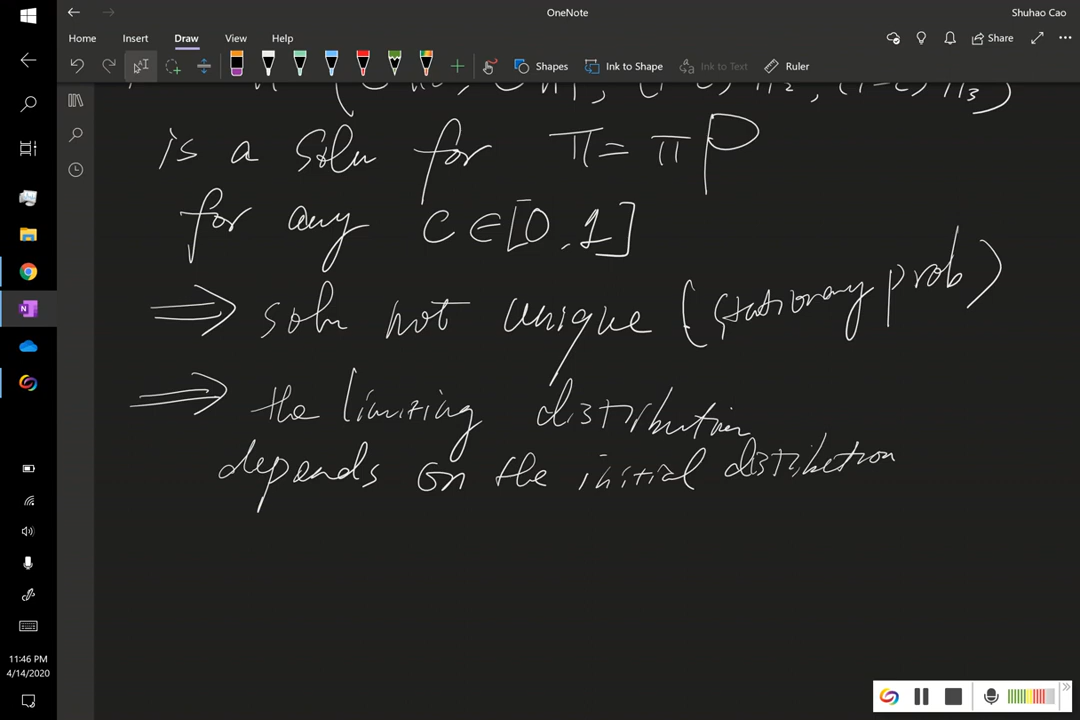 OneNote
Shuhao Cao
Home Insert Draw View Help
Share
Shapes Ink to Shape Ink to Text Ruler
is a soln for π = πP
for any C ∈ [0, 1]
⟹ soln not unique (stationary prob)
⟹ the limiting distribution
depends on the initial distibution
11:46 PM
4/14/2020